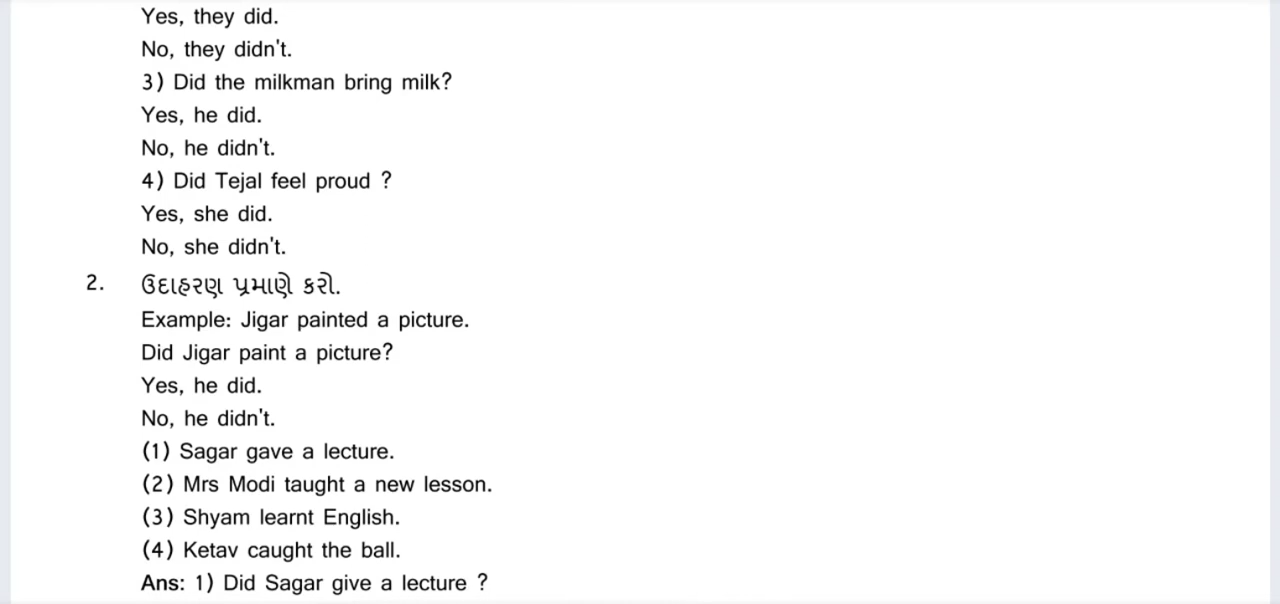 Yes, they did.
No, they didn't.
3) Did the milkman bring milk?
Yes, he did.
No, he didn't.
4) Did Tejal feel proud ?
Yes, she did.
No, she didn't.
2. ઉદાહરણ પ્રમાણે કરો.
Example: Jigar painted a picture.
Did Jigar paint a picture?
Yes, he did.
No, he didn't.
(1) Sagar gave a lecture.
(2) Mrs Modi taught a new lesson.
(3) Shyam learnt English.
(4) Ketav caught the ball.
Ans: 1) Did Sagar give a lecture ?